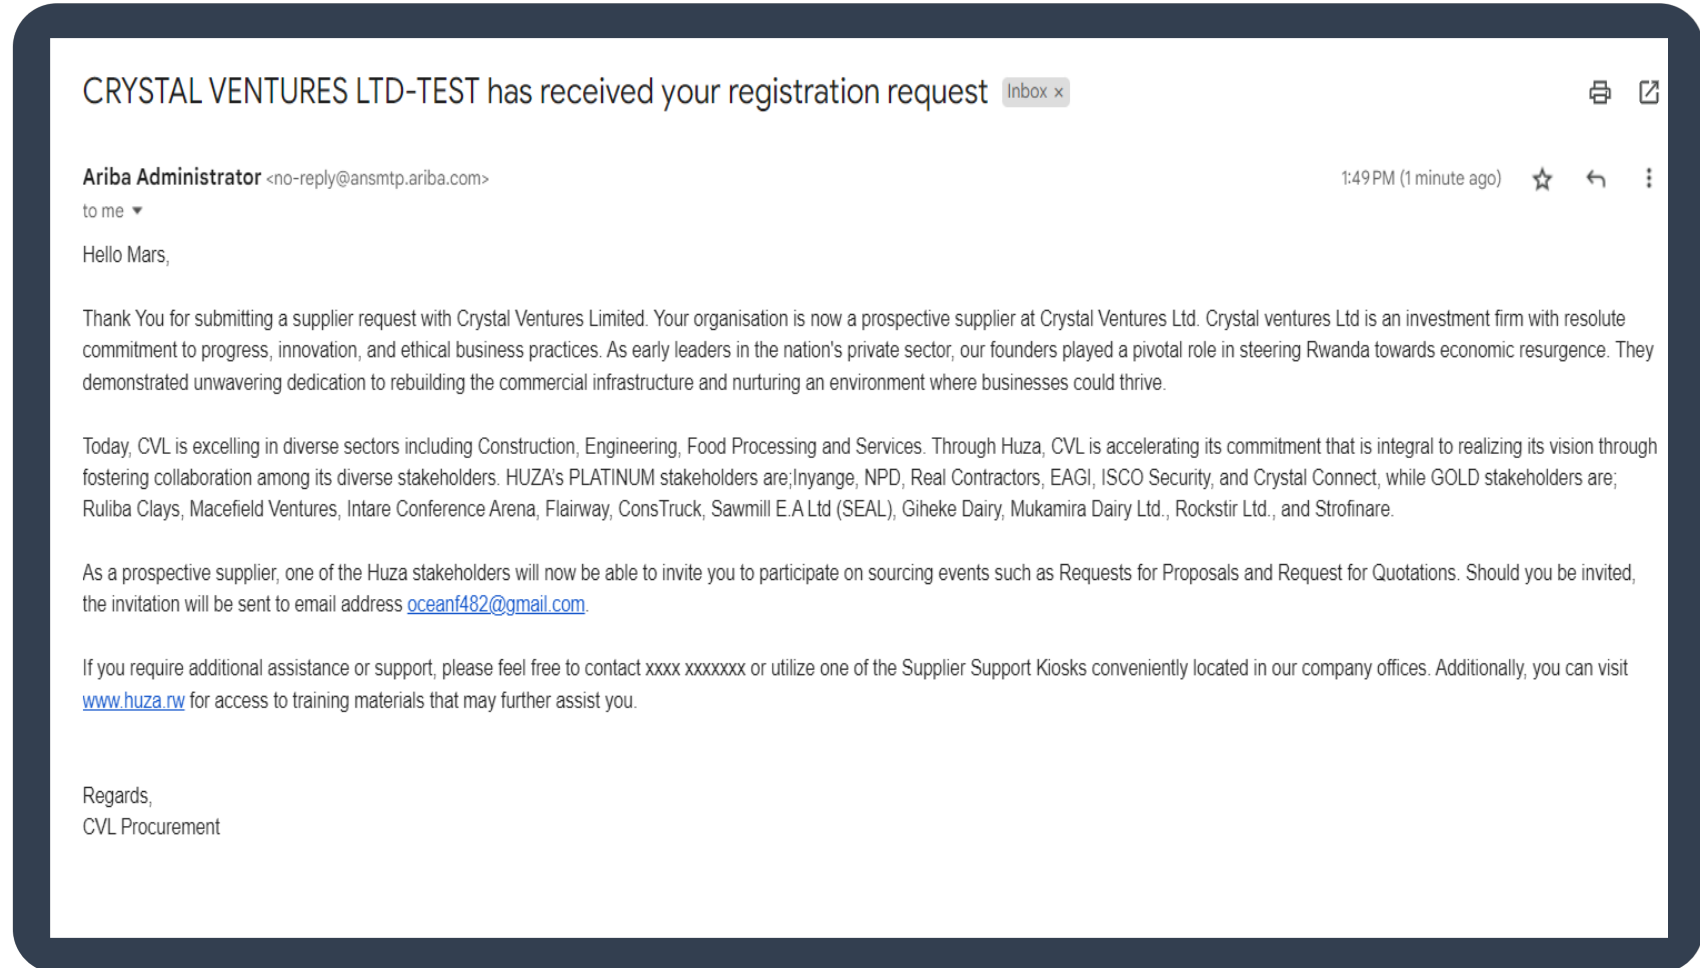 CRYSTAL VENTURES LTD-TEST has received your registration request Inbox ×
Ariba Administrator <no-reply@ansmtp.ariba.com> 1:49 PM (1 minute ago)
to me
Hello Mars,
Thank You for submitting a supplier request with Crystal Ventures Limited. Your organisation is now a prospective supplier at Crystal Ventures Ltd. Crystal ventures Ltd is an investment firm with resolute
commitment to progress, innovation, and ethical business practices. As early leaders in the nation's private sector, our founders played a pivotal role in steering Rwanda towards economic resurgence. They
demonstrated unwavering dedication to rebuilding the commercial infrastructure and nurturing an environment where businesses could thrive.
Today, CVL is excelling in diverse sectors including Construction, Engineering, Food Processing and Services. Through Huza, CVL is accelerating its commitment that is integral to realizing its vision through
fostering collaboration among its diverse stakeholders. HUZA's PLATINUM stakeholders are;Inyange, NPD, Real Contractors, EAGI, ISCO Security, and Crystal Connect, while GOLD stakeholders are;
Ruliba Clays, Macefield Ventures, Intare Conference Arena, Flairway, ConsTruck, Sawmill E.A Ltd (SEAL), Giheke Dairy, Mukamira Dairy Ltd., Rockstir Ltd., and Strofinare.
As a prospective supplier, one of the Huza stakeholders will now be able to invite you to participate on sourcing events such as Requests for Proposals and Request for Quotations. Should you be invited,
the invitation will be sent to email address oceanf482@gmail.com.
If you require additional assistance or support, please feel free to contact xxxx xxxxxxx or utilize one of the Supplier Support Kiosks conveniently located in our company offices. Additionally, you can visit
www.huza.rw for access to training materials that may further assist you.
Regards,
CVL Procurement